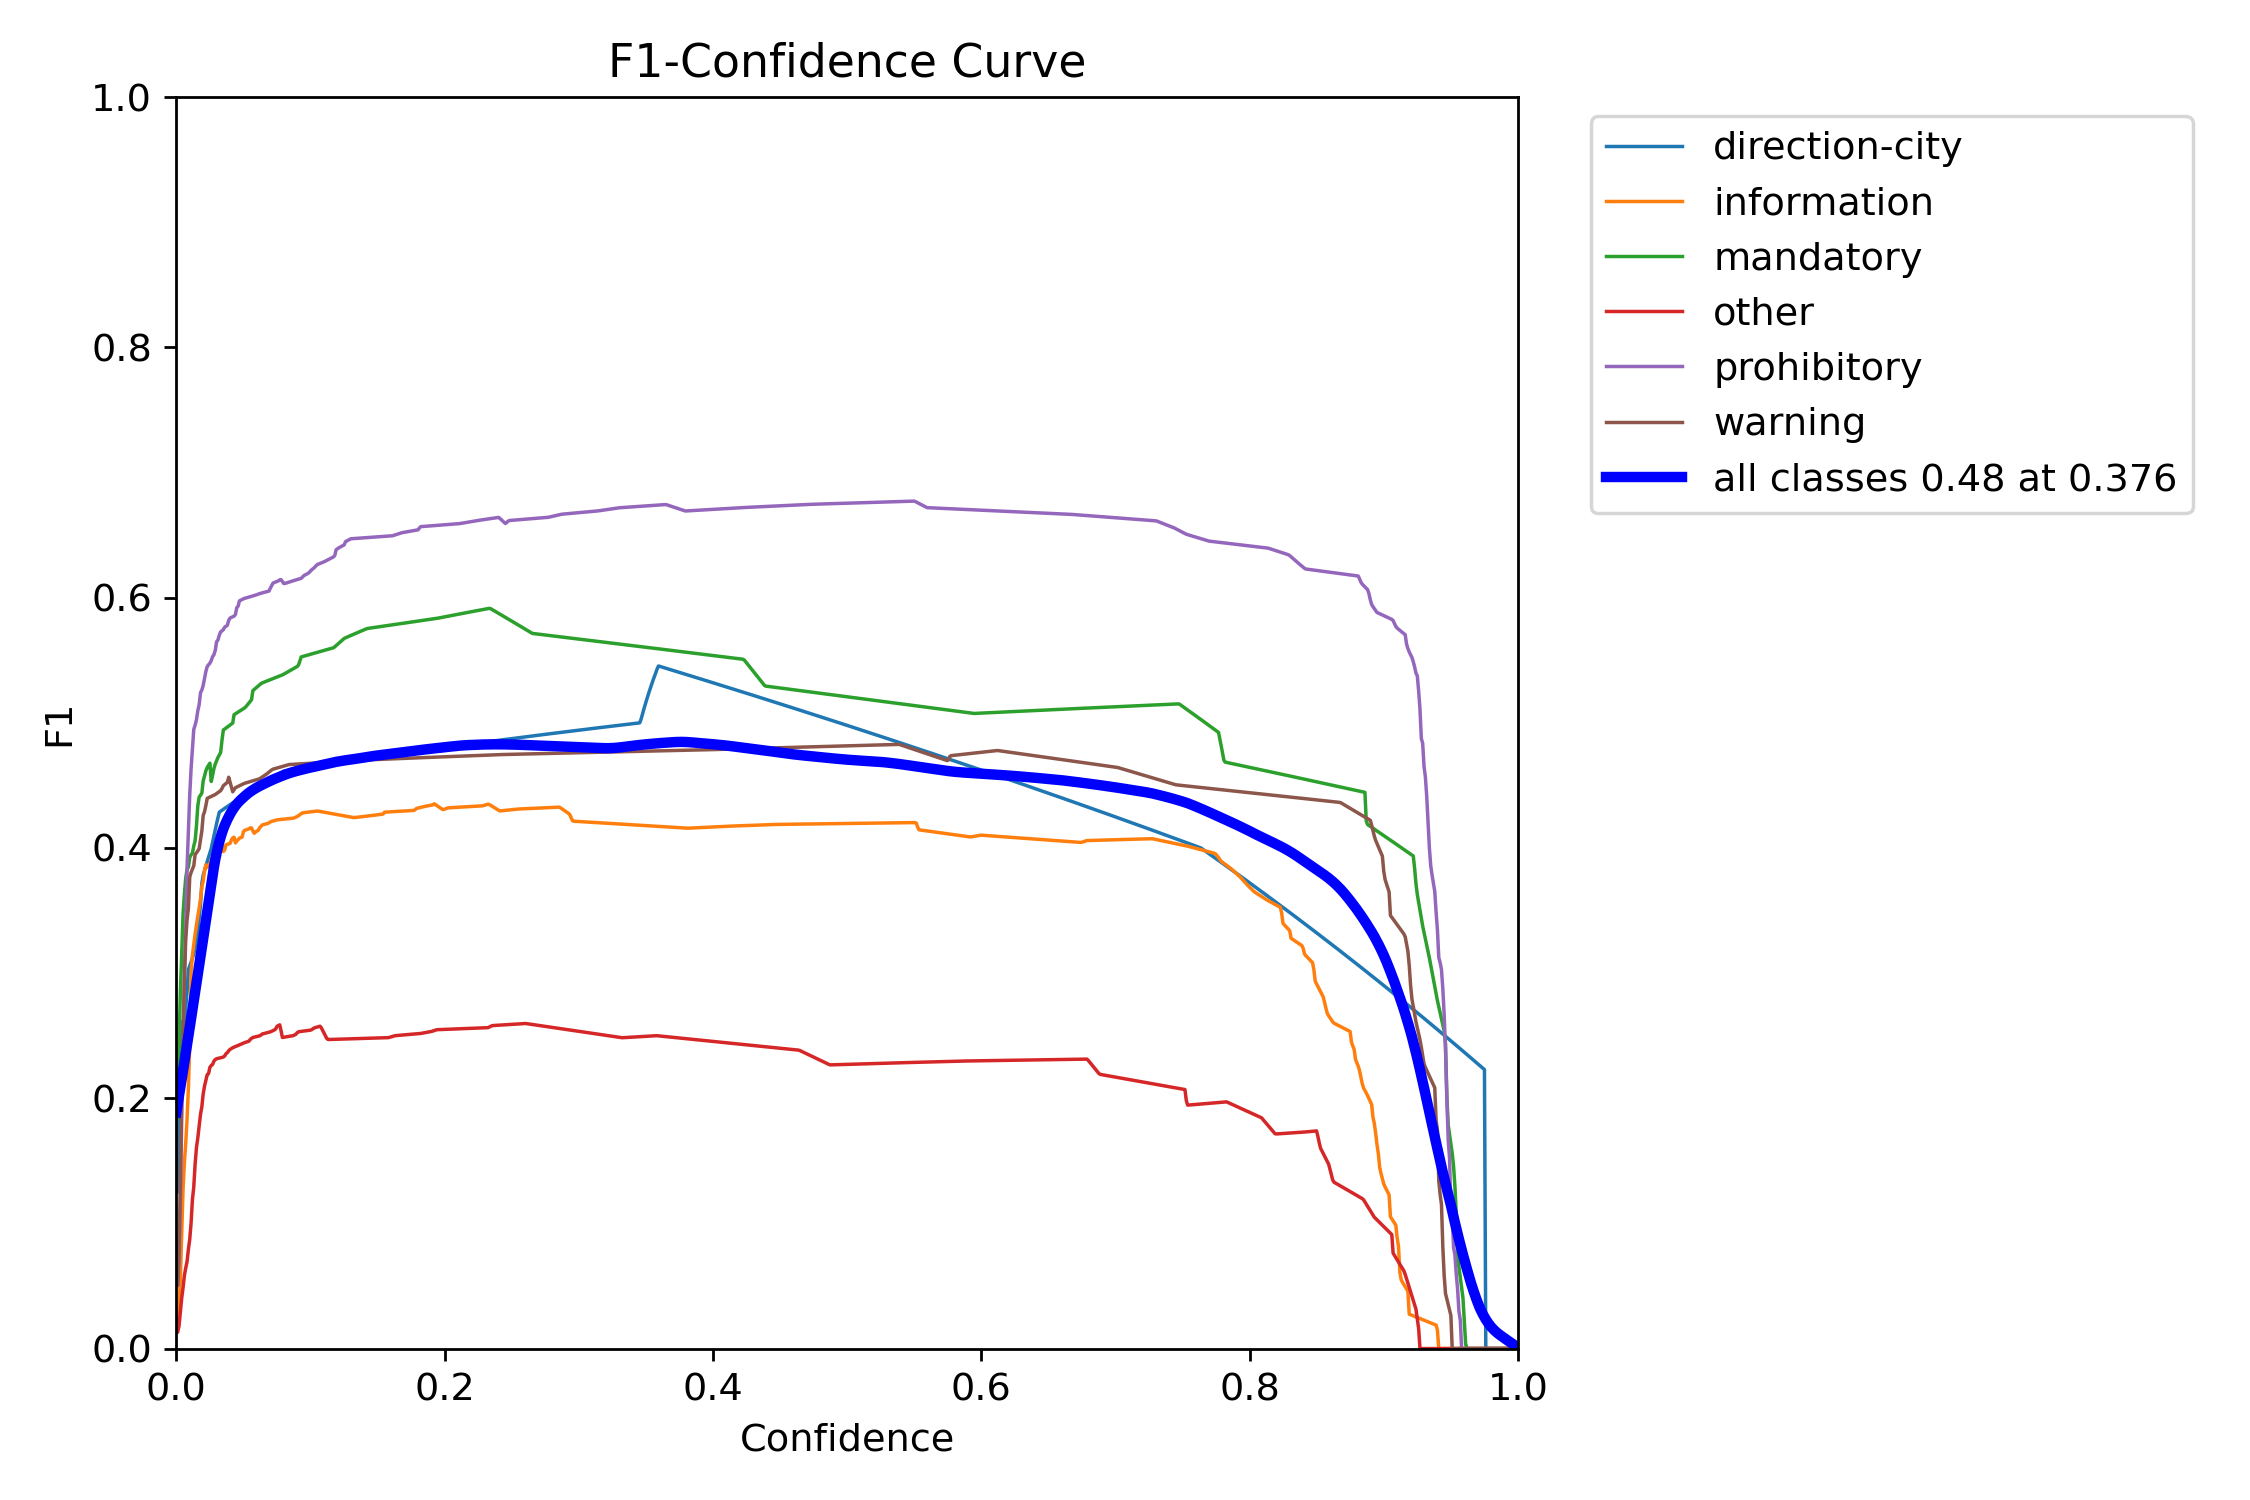 F1-Confidence Curve
1.0
0.8
0.6
0.4
0.2
0.0
F1
0.0 0.2 0.4 0.6 0.8 1.0
Confidence
direction-city
information
mandatory
other
prohibitory
warning
all classes 0.48 at 0.376